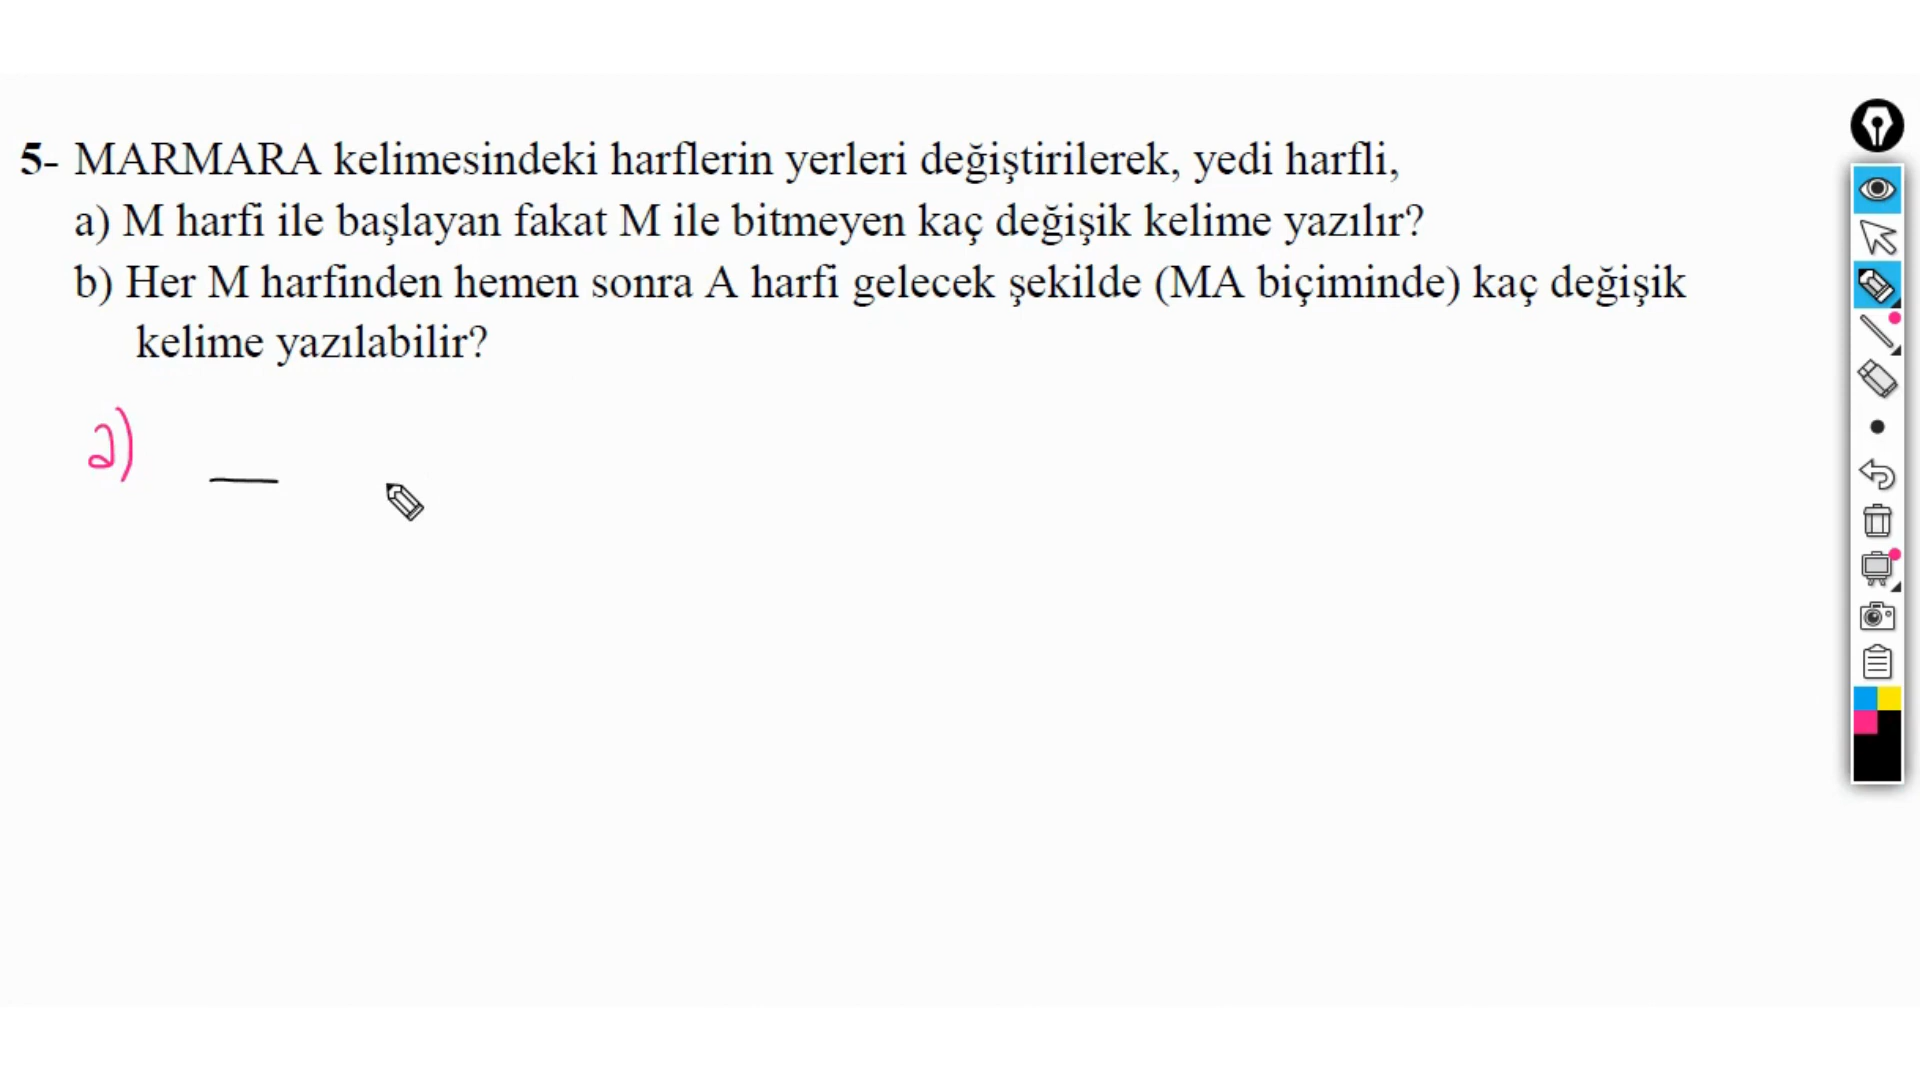 5- MARMARA kelimesindeki harflerin yerleri değiştirilerek, yedi harfli,
a) M harfi ile başlayan fakat M ile bitmeyen kaç değişik kelime yazılır?
b) Her M harfinden hemen sonra A harfi gelecek şekilde (MA biçiminde) kaç değişik
kelime yazılabilir?
a)